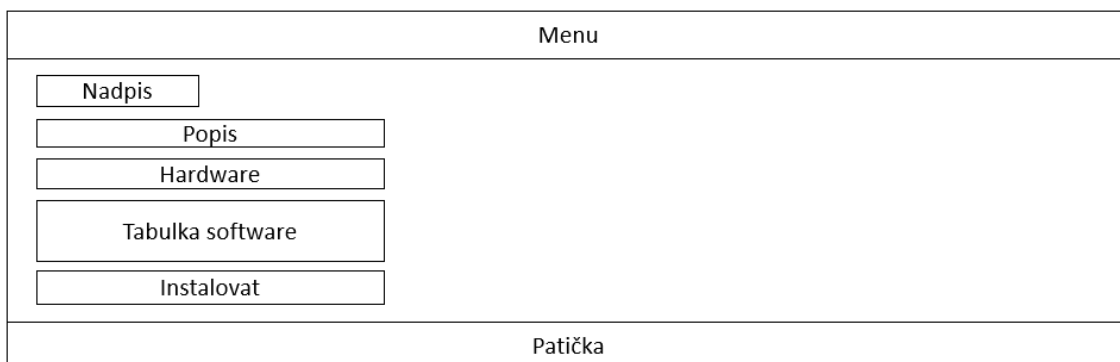 Menu
Nadpis
Popis
Hardware
Tabulka software
Instalovat
Patička